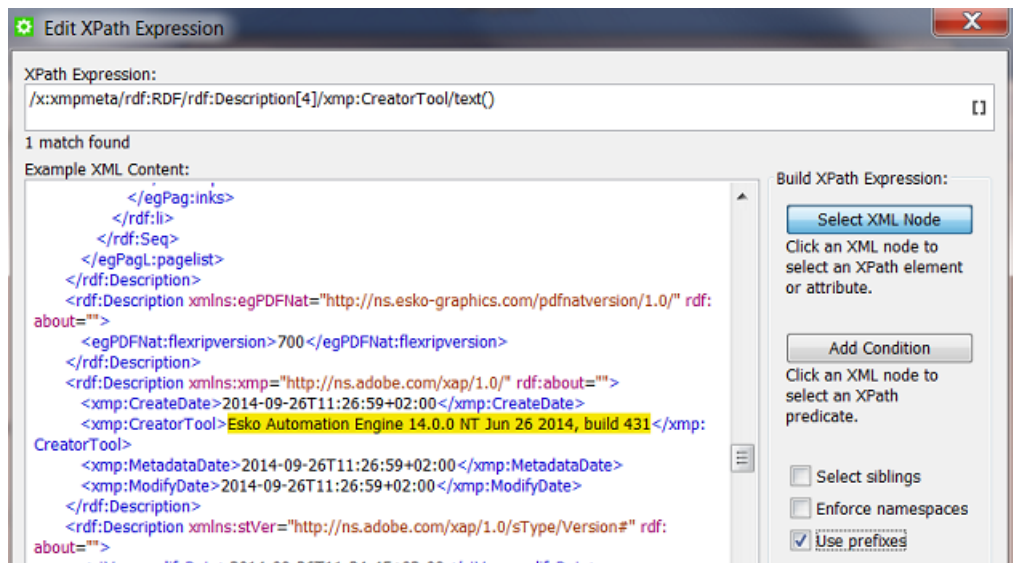 Edit XPath Expression
X
XPath Expression:
/x:xmpmeta/rdf:RDF/rdf:Description[4]/xmp:CreatorTool/text()
[]
1 match found
Example XML Content:
</egPag:inks>
</rdf:li>
</rdf:Seq>
</egPagL:pagelist>
</rdf:Description>
<rdf:Description xmlns:egPDFNat="http://ns.esko-graphics.com/pdfnatversion/1.0/" rdf:
about="">
<egPDFNat:flexripversion>700</egPDFNat:flexripversion>
</rdf:Description>
<rdf:Description xmlns:xmp="http://ns.adobe.com/xap/1.0/" rdf:about="">
<xmp:CreateDate>2014-09-26T11:26:59+02:00</xmp:CreateDate>
<xmp:CreatorTool>Esko Automation Engine 14.0.0 NT Jun 26 2014, build 431</xmp:
CreatorTool>
<xmp:MetadataDate>2014-09-26T11:26:59+02:00</xmp:MetadataDate>
<xmp:ModifyDate>2014-09-26T11:26:59+02:00</xmp:ModifyDate>
</rdf:Description>
<rdf:Description xmlns:stVer="http://ns.adobe.com/xap/1.0/sType/Version#" rdf:
about="">
Build XPath Expression:
Select XML Node
Click an XML node to
select an XPath element
or attribute.
Add Condition
Click an XML node to
select an XPath
predicate.
Select siblings
Enforce namespaces
Use prefixes